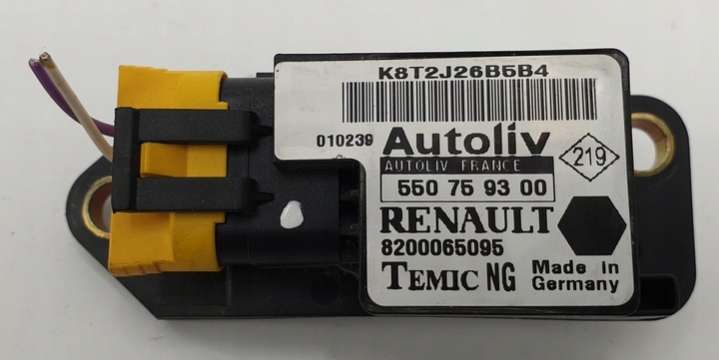 K8T2J26B5B4
010239
Autoliv
AUTOLIV FRANCE
219
550 75 93 00
RENAULT
8200065095
TEMIC NG
Made in
Germany